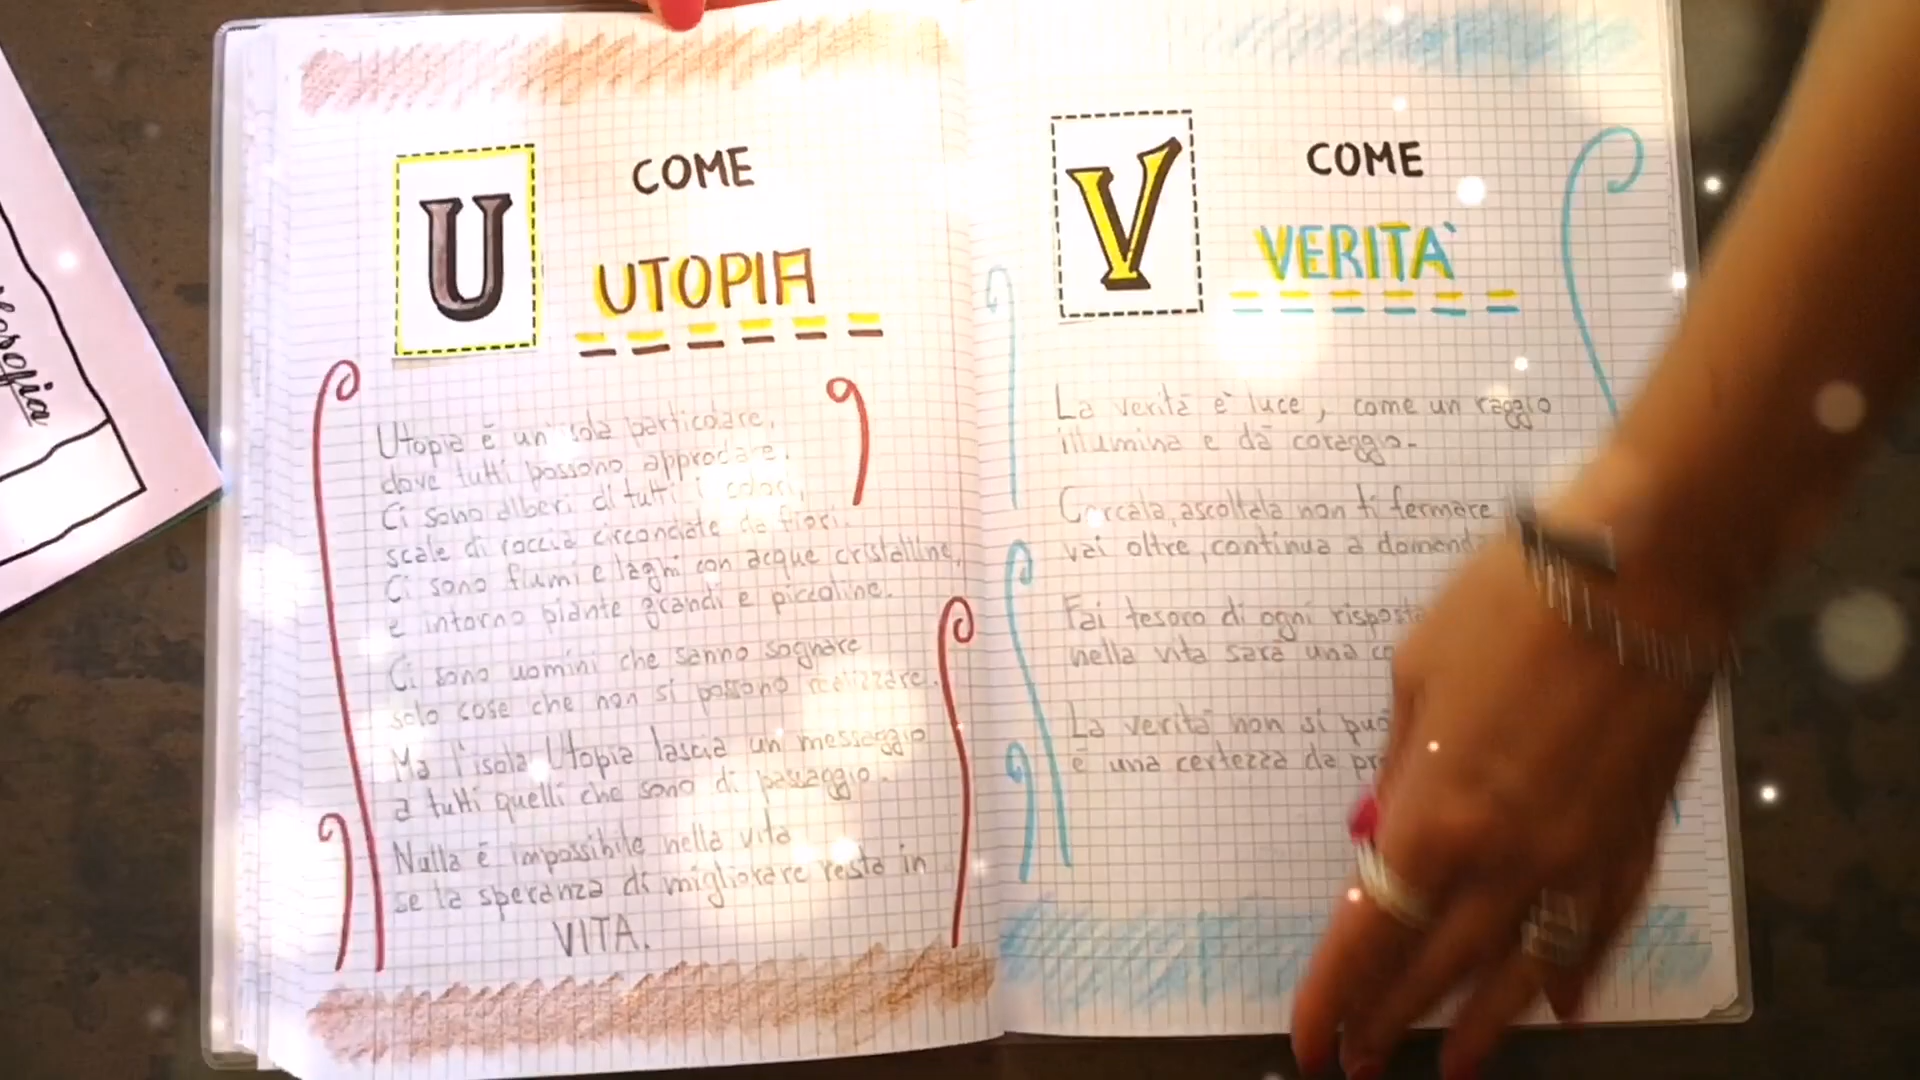 U COME
UTOPIA
Utopia è un'isola particolare,
dove tutti possono approdare.
Ci sono alberi di tutti i colori,
scale di roccia circondate da fiori.
Ci sono fiumi e laghi con acque cristalline,
e intorno piante grandi e piccoline.
Ci sono uomini che sanno sognare
solo cose che non si possono realizzare.
Ma l'isola Utopia lascia un messaggio
a tutti quelli che sono di passaggio.
Nulla è impossibile nella vita
se la speranza di migliorare resta in
VITA.
V COME
VERITÀ
La verità è luce, come un raggio
illumina e dà coraggio.
Cercala, ascoltala non ti fermare
vai oltre, continua a
Fai tesoro di ogni
nella vita sarà una
La verità non si può
è una certezza da